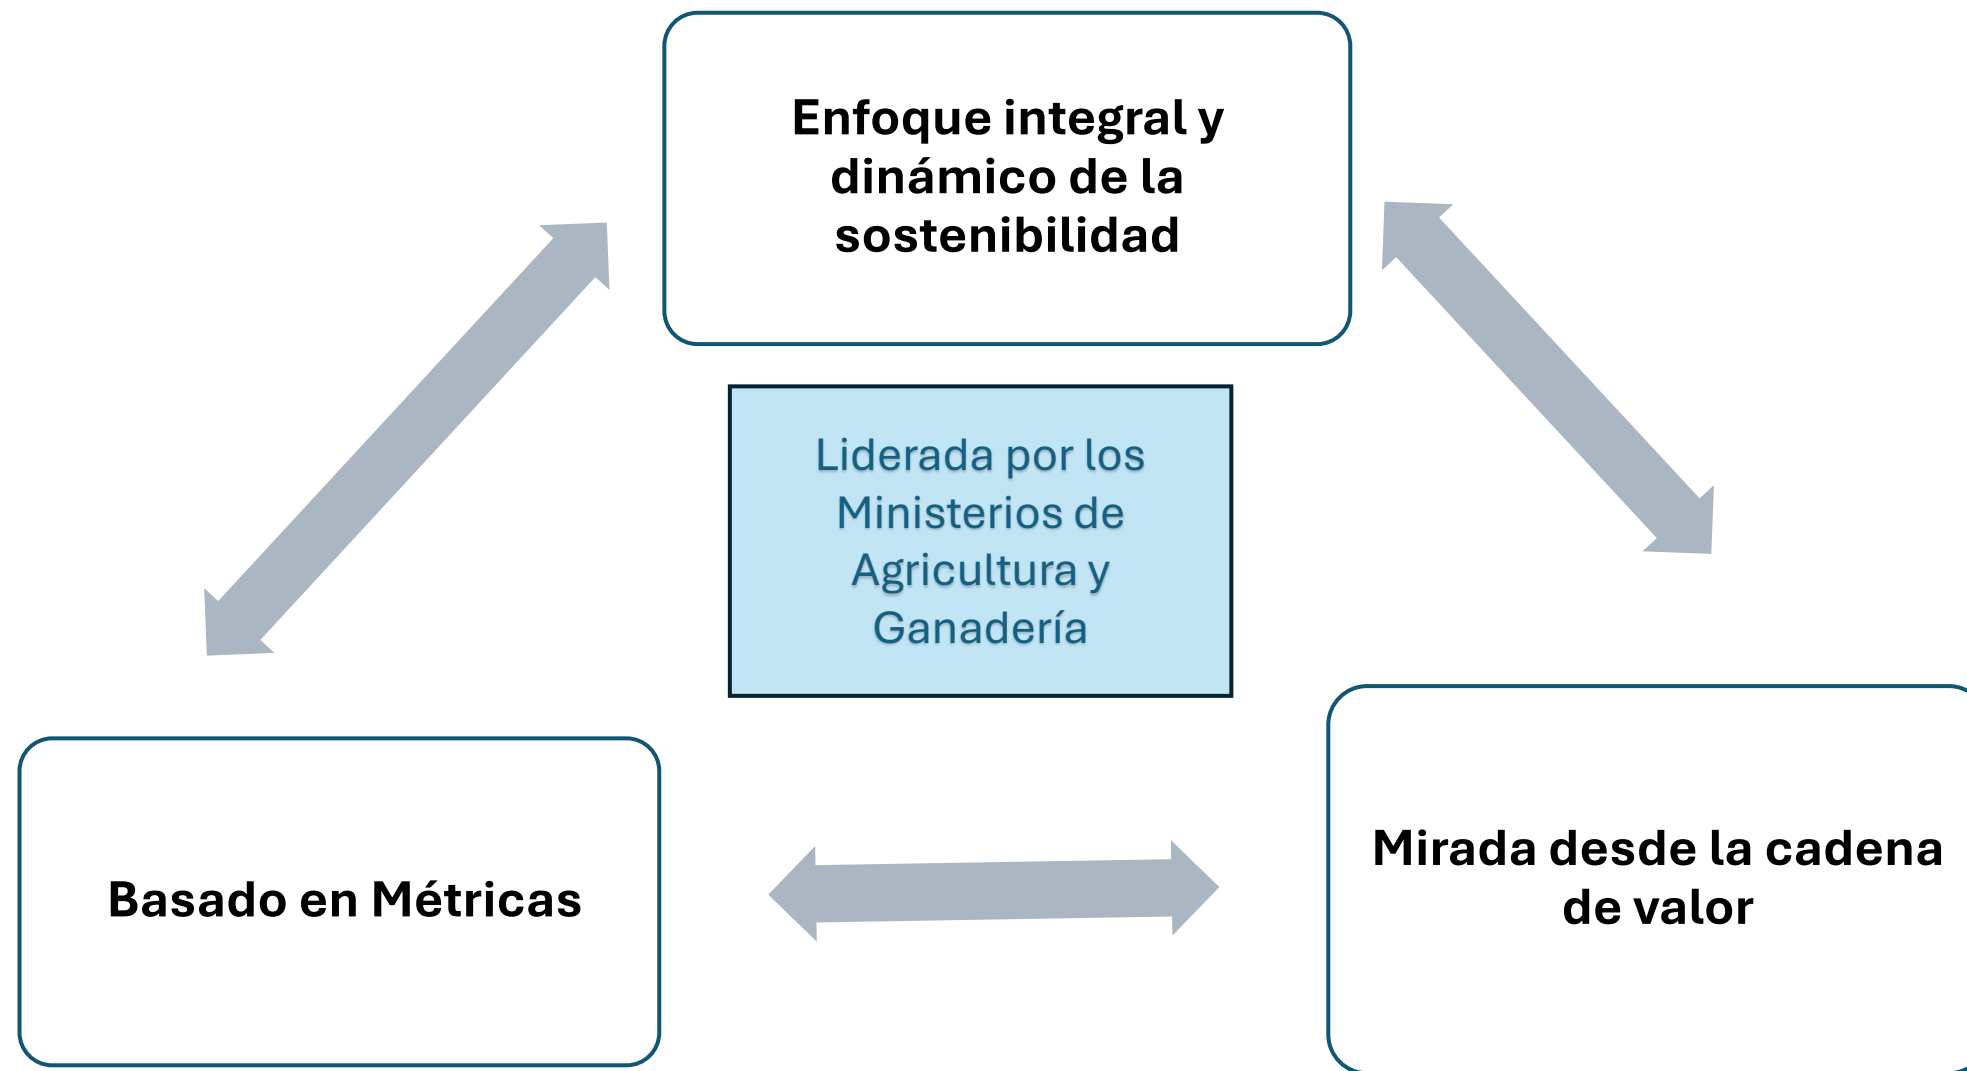 Enfoque integral y
dinámico de la
sostenibilidad
Liderada por los
Ministerios de
Agricultura y
Ganadería
Basado en Métricas
Mirada desde la cadena
de valor